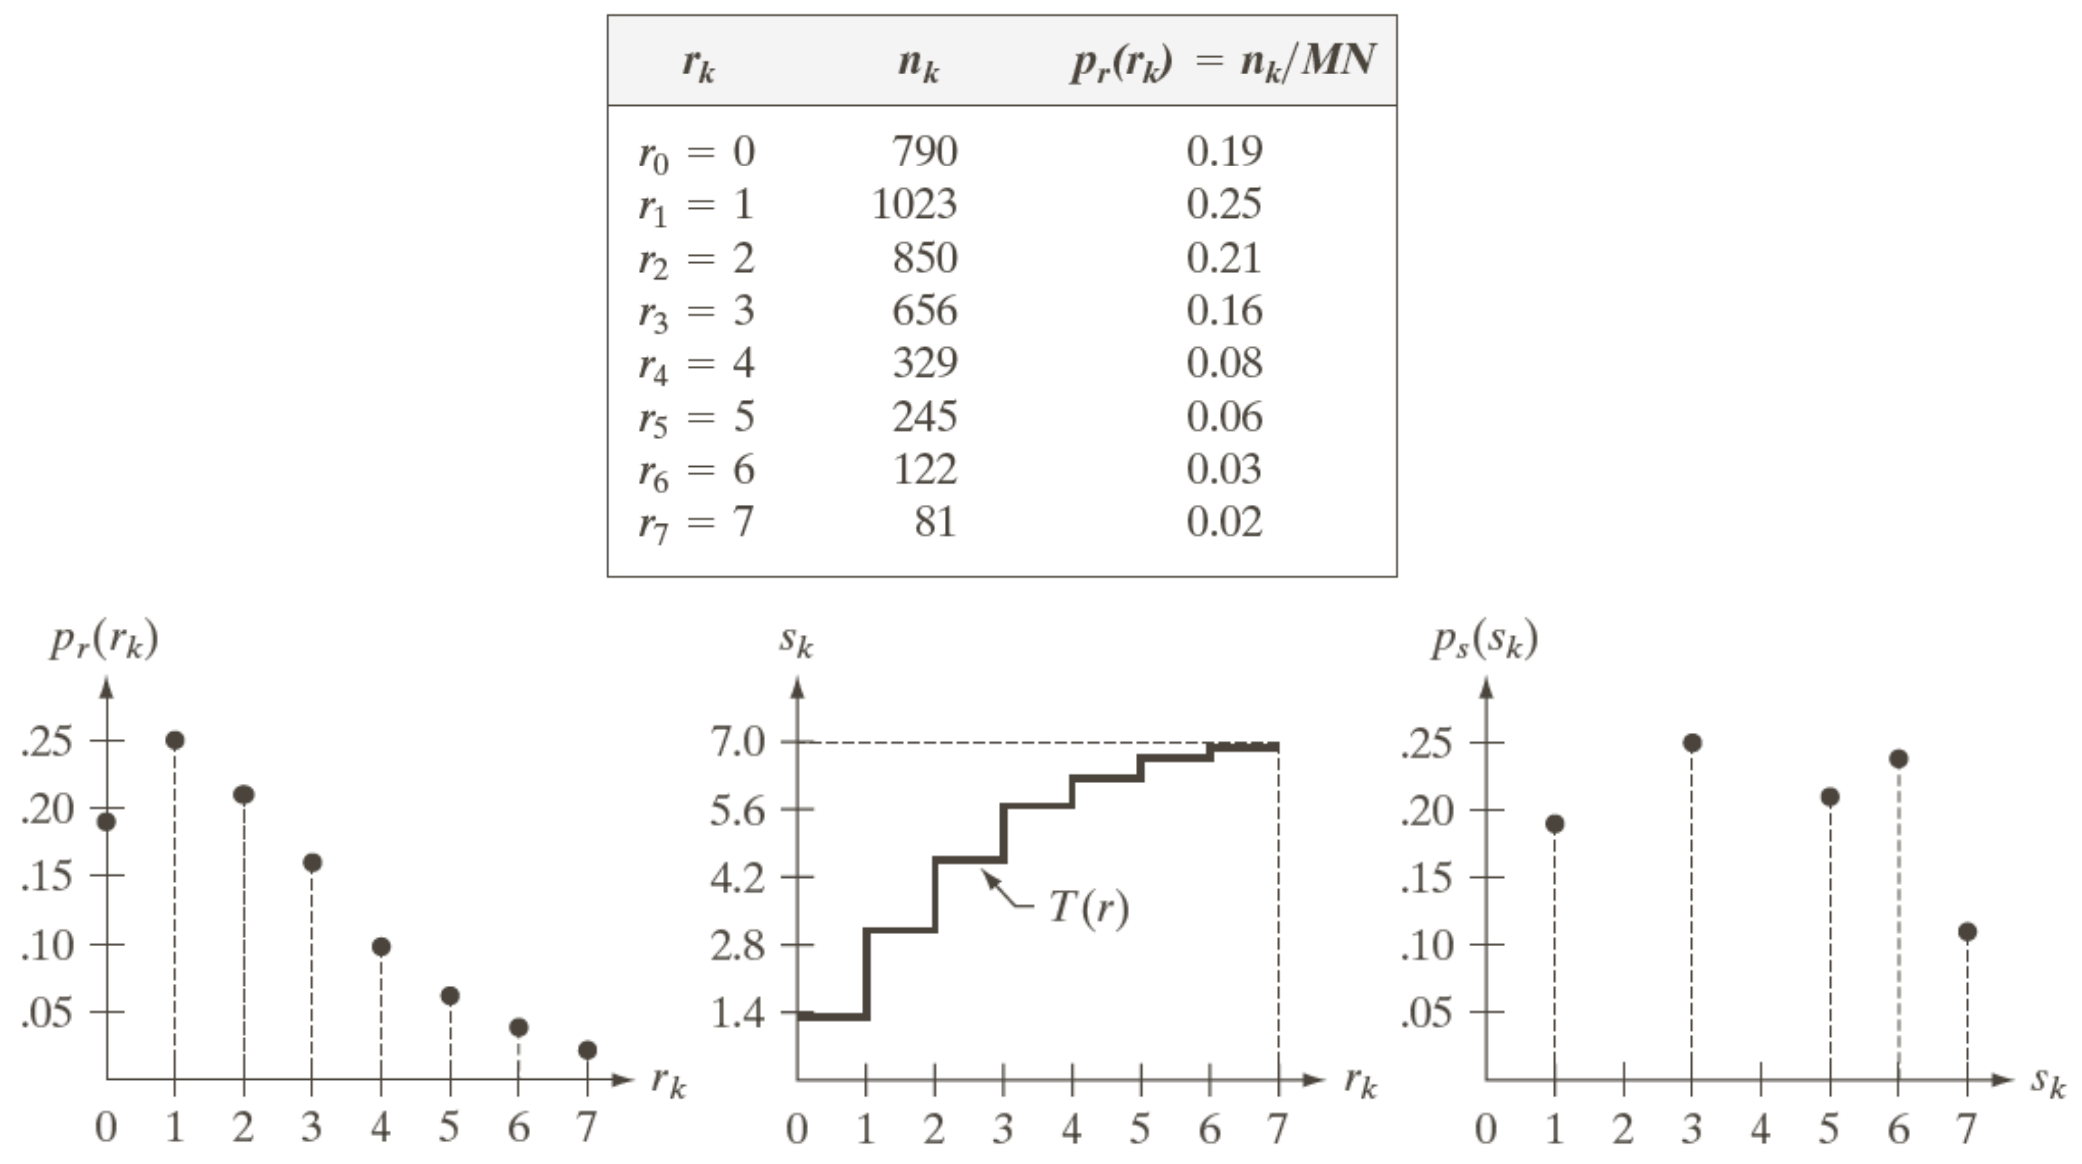 r_k n_k p_r(r_k) = n_k/MN
r_0 = 0 790 0.19
r_1 = 1 1023 0.25
r_2 = 2 850 0.21
r_3 = 3 656 0.16
r_4 = 4 329 0.08
r_5 = 5 245 0.06
r_6 = 6 122 0.03
r_7 = 7 81 0.02
p_r(r_k)
.25
.20
.15
.10
.05
0 1 2 3 4 5 6 7
r_k
s_k
7.0
5.6
4.2
2.8
1.4
T(r)
0 1 2 3 4 5 6 7
r_k
p_s(s_k)
.25
.20
.15
.10
.05
0 1 2 3 4 5 6 7
s_k